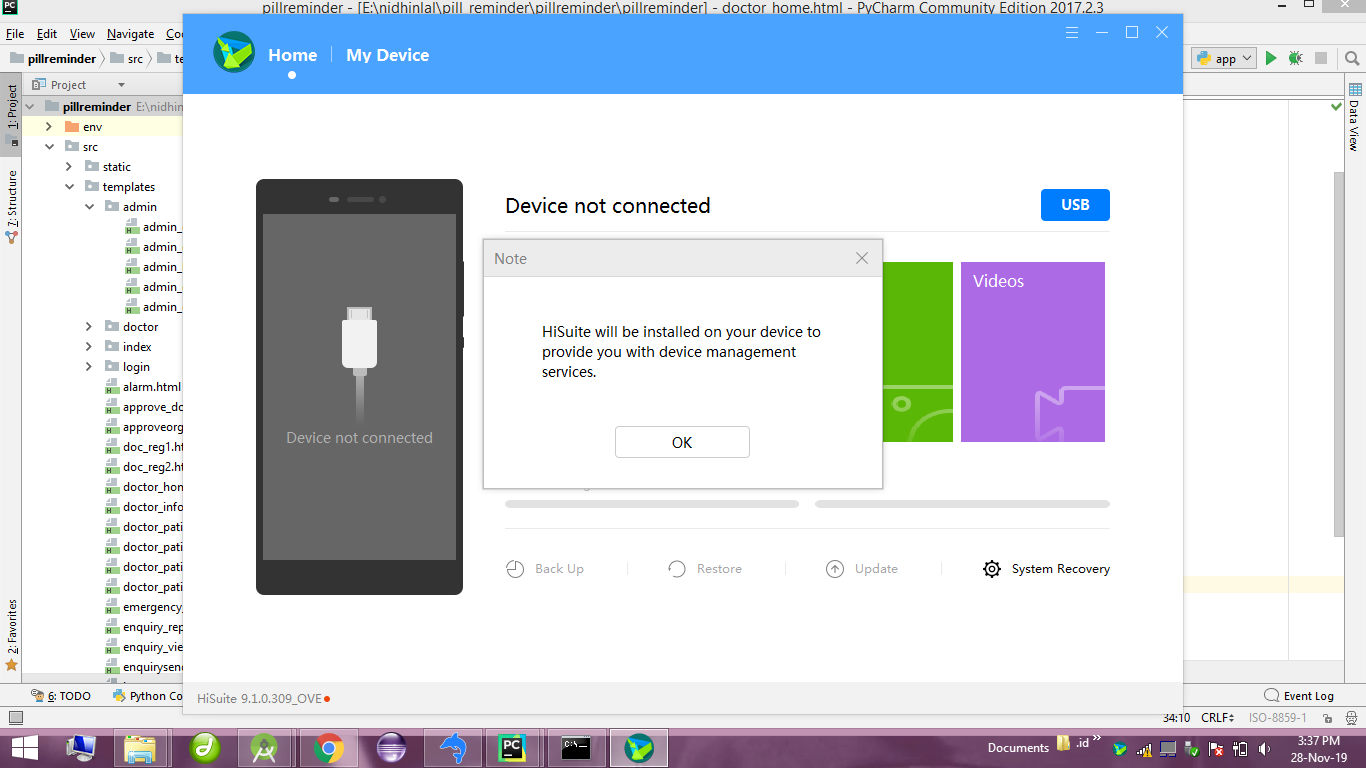 pillreminder - [E:\nidhinlal\pill_reminder\pillreminder\pillreminder] - doctor_home.html - PyCharm Community Edition 2017.2.3
File Edit View Navigate
pillreminder src
app
Project
pillreminder E:\nidhin
env
src
static
templates
admin
admin_
admin_
admin_
admin_
admin_
doctor
index
login
alarm.html
approve_do
approveorg
doc_reg1.ht
doc_reg2.ht
doctor_hon
doctor_info
doctor_pati
doctor_pati
doctor_pati
doctor_pati
emergency_
enquiry_rep
enquiry_vie
enquirysend
1: Project
7: Structure
2: Favorites
Data View
Home My Device
Device not connected
USB
Device not connected
Videos
Note
HiSuite will be installed on your device to
provide you with device management
services.
OK
Back Up Restore Update System Recovery
HiSuite 9.1.0.309_OVE
6: TODO Python Co
Event Log
34:10 CRLF ISO-8859-1
Documents .id
PC
C:\_
3:37 PM
28-Nov-19